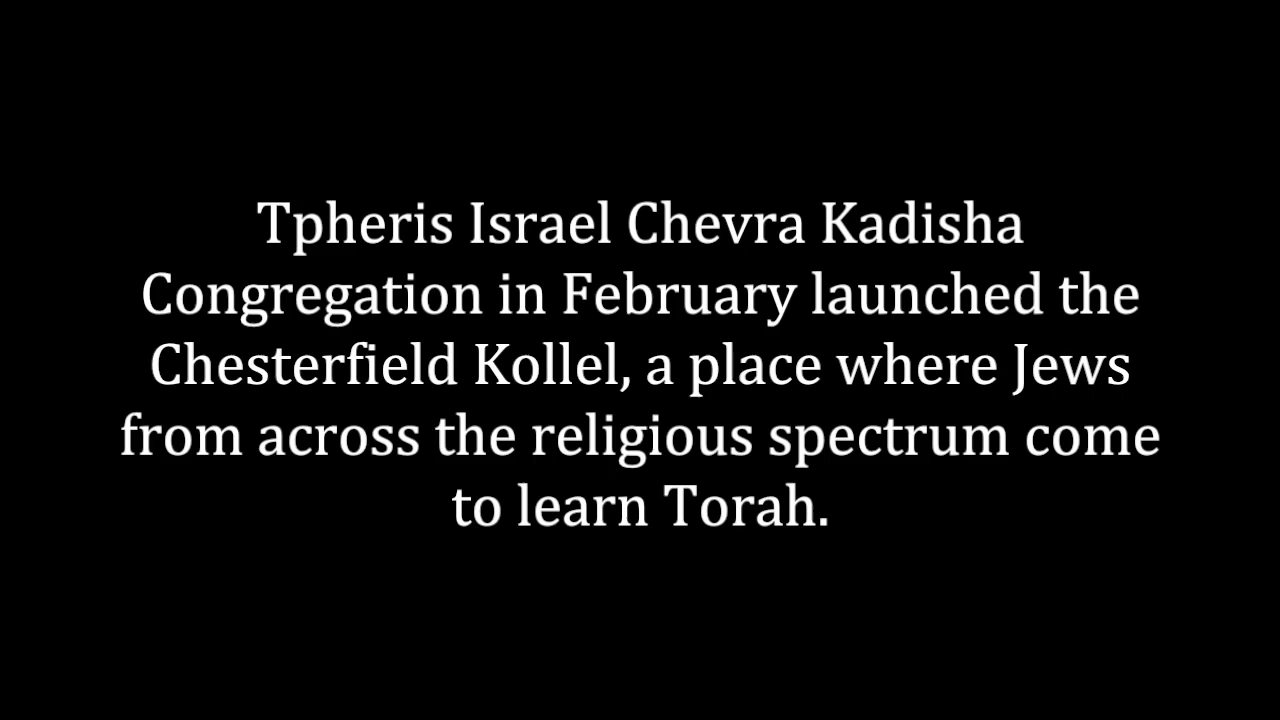 Tpheris Israel Chevra Kadisha
Congregation in February launched the
Chesterfield Kollel, a place where Jews
from across the religious spectrum come
to learn Torah.